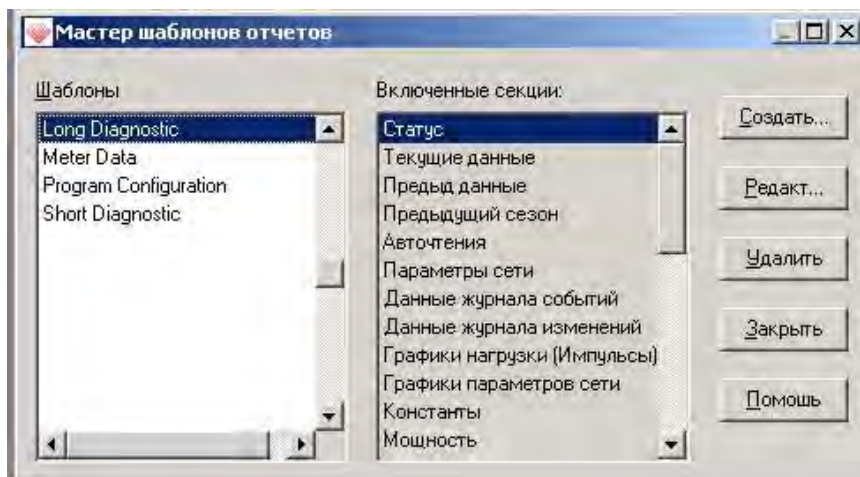 Мастер шаблонов отчетов
Шаблоны
Long Diagnostic
Meter Data
Program Configuration
Short Diagnostic
Включенные секции:
Статус
Текущие данные
Предыд данные
Предыдущий сезон
Авточтения
Параметры сети
Данные журнала событий
Данные журнала изменений
Графики нагрузки (Импульсы)
Графики параметров сети
Константы
Мощность
Создать...
Редакт...
Удалить
Закрыть
Помошь